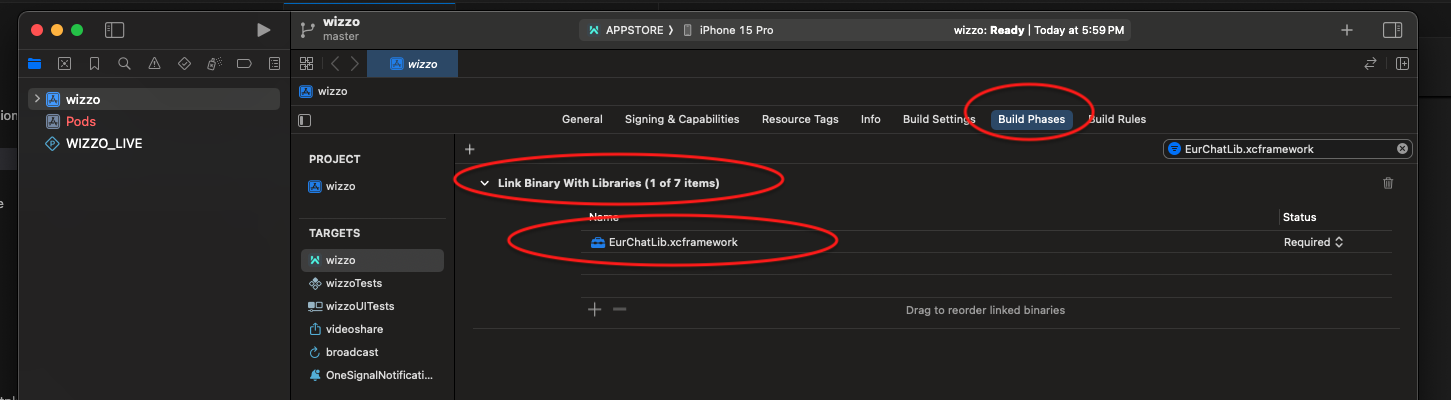 wizzo
master
APPSTORE
iPhone 15 Pro
wizzo: Ready | Today at 5:59 PM
wizzo
wizzo
wizzo
Pods
WIZZO_LIVE
General
Signing & Capabilities
Resource Tags
Info
Build Settings
Build Phases
Build Rules
PROJECT
wizzo
TARGETS
wizzo
wizzoTests
wizzoUITests
videoshare
broadcast
OneSignalNotificati...
EurChatLib.xcframework
Link Binary With Libraries (1 of 7 items)
Name
Status
EurChatLib.xcframework
Required
Drag to reorder linked binaries
ion
e